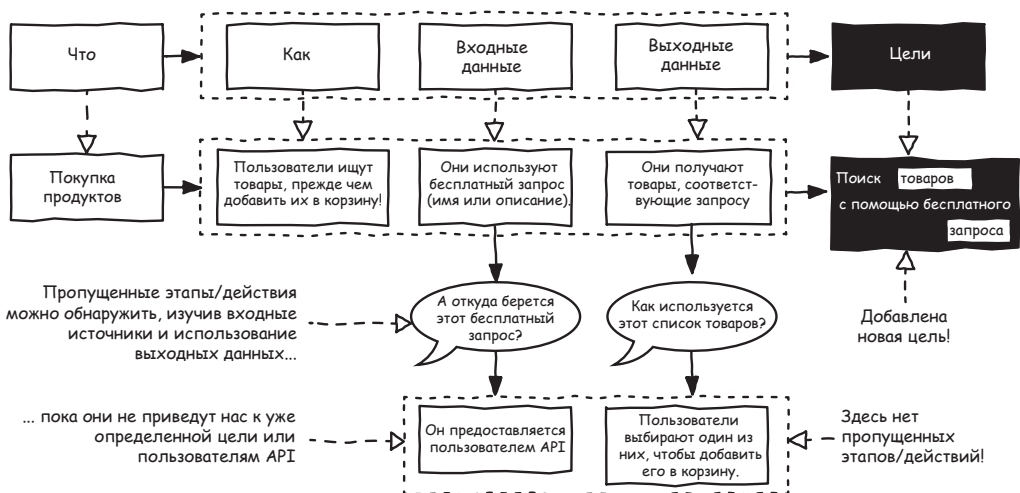 Что
Как
Входные
данные
Выходные
данные
Цели
Покупка
продуктов
Пользователи ищут
товары, прежде чем
добавить их в корзину!
Они используют
бесплатный запрос
(имя или описание).
Они получают
товары, соответст-
вующие запросу
Поиск товаров
с помощью бесплатного
запроса
Пропущенные этапы/действия
можно обнаружить, изучив входные
источники и использование
выходных данных...
А откуда берется
этот бесплатный
запрос?
Как используется
этот список товаров?
Добавлена
новая цель!
... пока они не приведут нас к уже
определенной цели или
пользователям API
Он предоставляется
пользователем API
Пользователи
выбирают один из
них, чтобы добавить
его в корзину.
Здесь нет
пропущенных
этапов/действий!